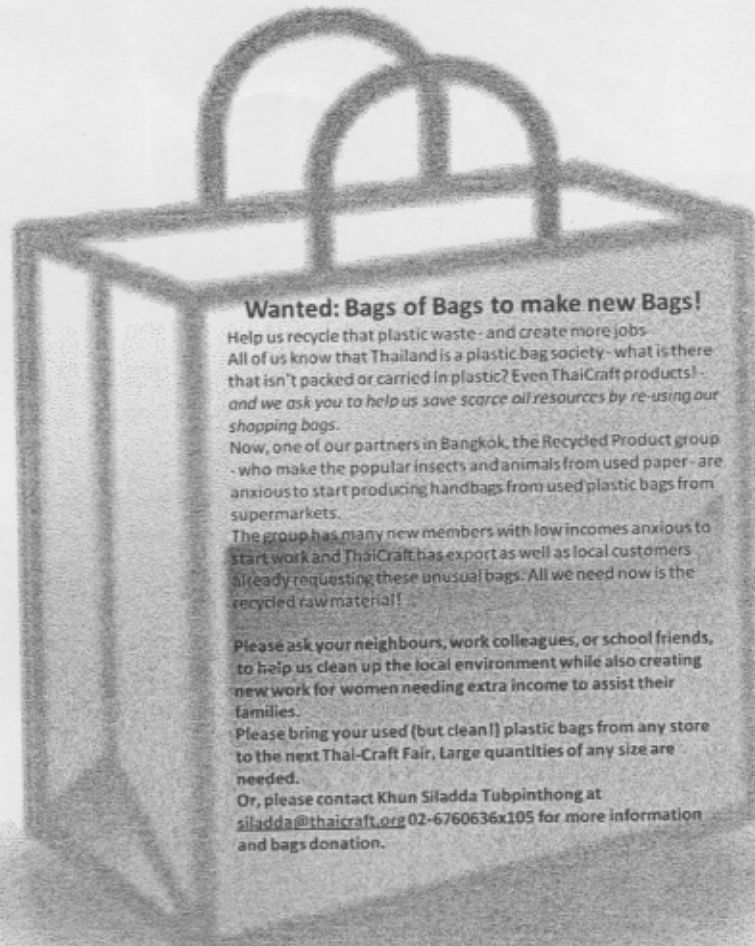 Wanted: Bags of Bags to make new Bags!
Help us recycle that plastic waste- and create more jobs
All of us know that Thailand is a plastic bag society- what is there
that isn't packed or carried in plastic? Even ThaiCraft products! -
and we ask you to help us save scarce oil resources by re-using our
shopping bags.
Now, one of our partners in Bangkok, the Recycled Product group
- who make the popular insects and animals from used paper- are
anxious to start producing handbags from used plastic bags from
supermarkets.
The group has many new members with low incomes anxious to
start work and ThaiCraft has export as well as local customers
already requesting these unusual bags. All we need now is the
recycled raw material!
Please ask your neighbours, work colleagues, or school friends,
to help us clean up the local environment while also creating
new work for women needing extra income to assist their
families.
Please bring your used (but clean!) plastic bags from any store
to the next Thai-Craft Fair, Large quantities of any size are
needed.
Or, please contact Khun Siladda Tubpinthong at
siladda@thaicraft.org 02-6760636x105 for more information
and bags donation.